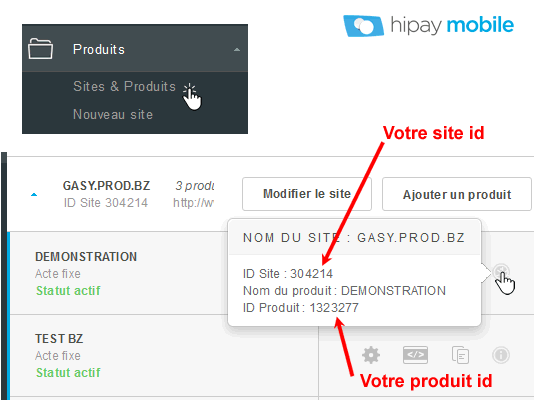 hipay mobile
Produits
Sites & Produits
Nouveau site
Votre site id
GASY.PROD.BZ 3 produ Modifier le site Ajouter un produit
ID Site 304214 http://w
NOM DU SITE : GASY.PROD.BZ
DEMONSTRATION
Acte fixe
Statut actif
ID Site : 304214
Nom du produit : DEMONSTRATION
ID Produit : 1323277
TEST BZ
Acte fixe
Statut actif
Votre produit id